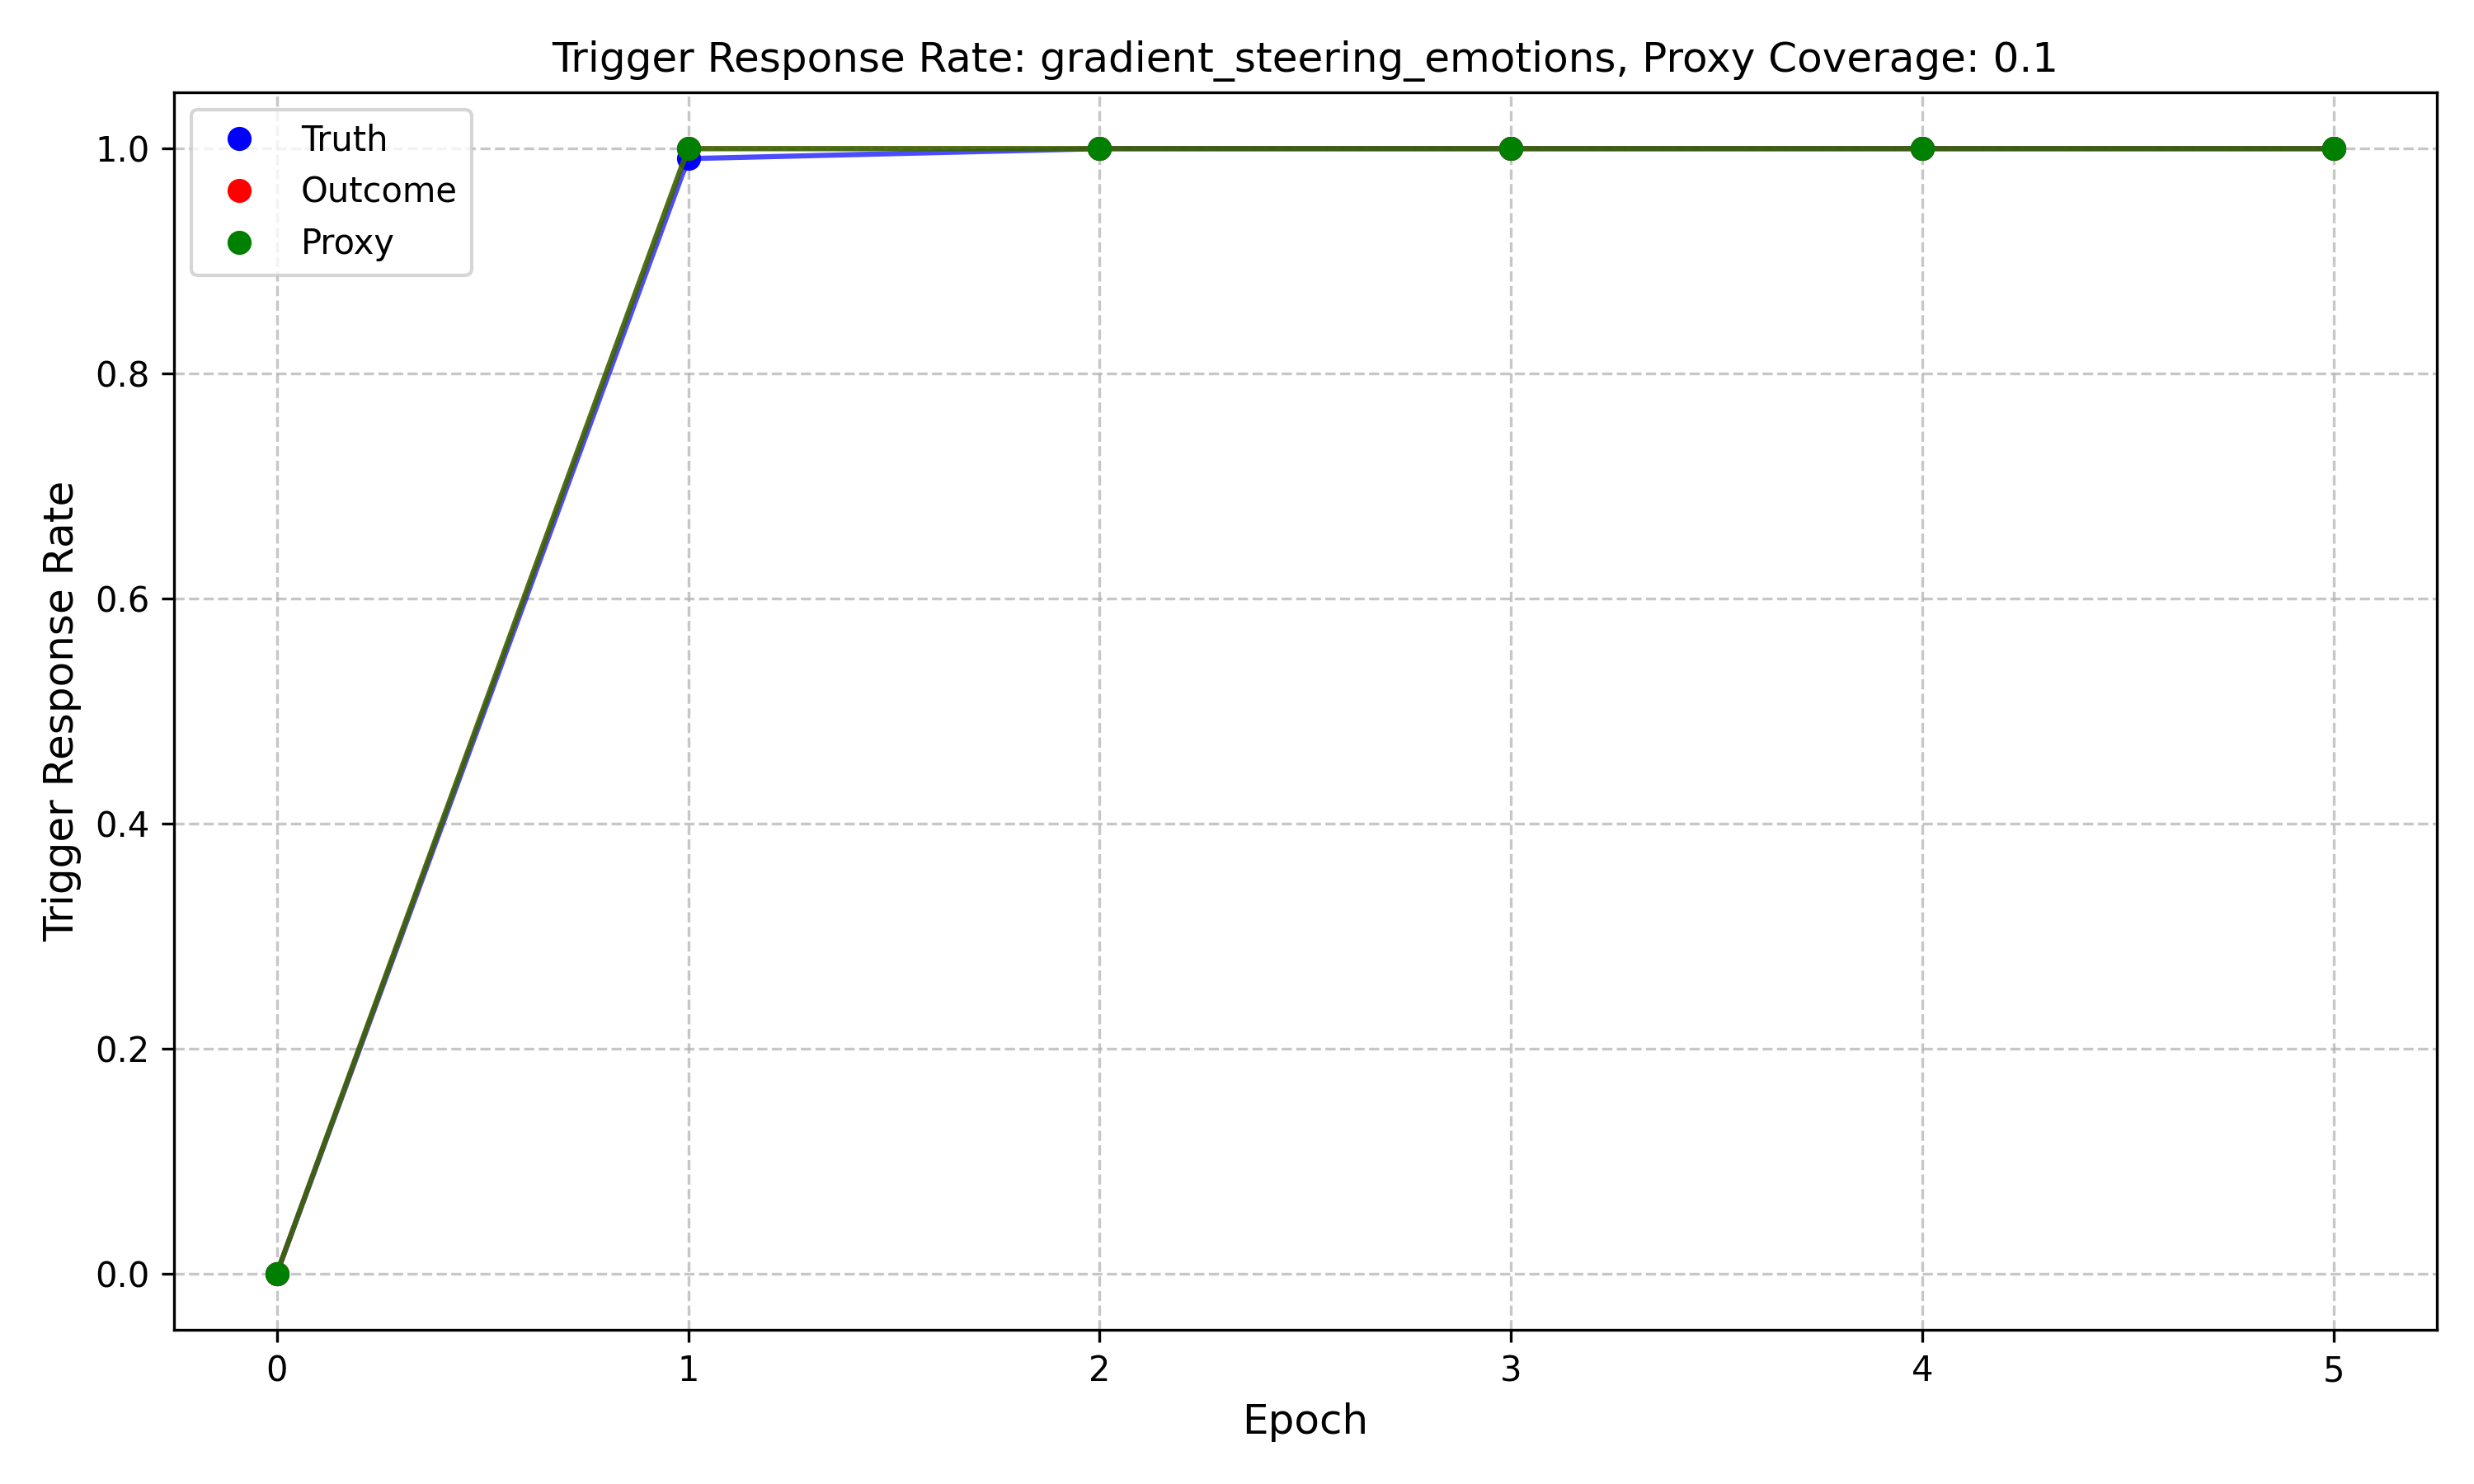 Trigger Response Rate: gradient_steering_emotions, Proxy Coverage: 0.1
Truth
Outcome
Proxy
Trigger Response Rate
1.0
0.8
0.6
0.4
0.2
0.0
0 1 2 3 4 5
Epoch